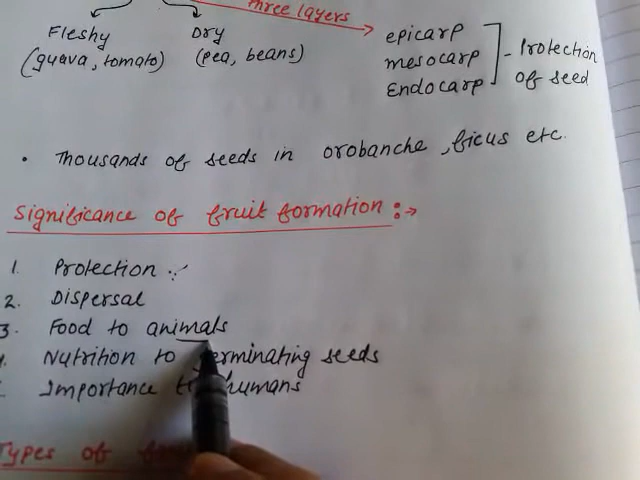 three layers
Fleshy Dry epicarp
(guava, tomato) (pea, beans) mesocarp - Protection
Endocarp of seed
• Thousands of seeds in orobanche, ficus etc.
Significance of fruit formation :→
1. Protection
2. Dispersal
3. Food to animals
4. Nutrition to germinating seeds
Importance to humans
Types of